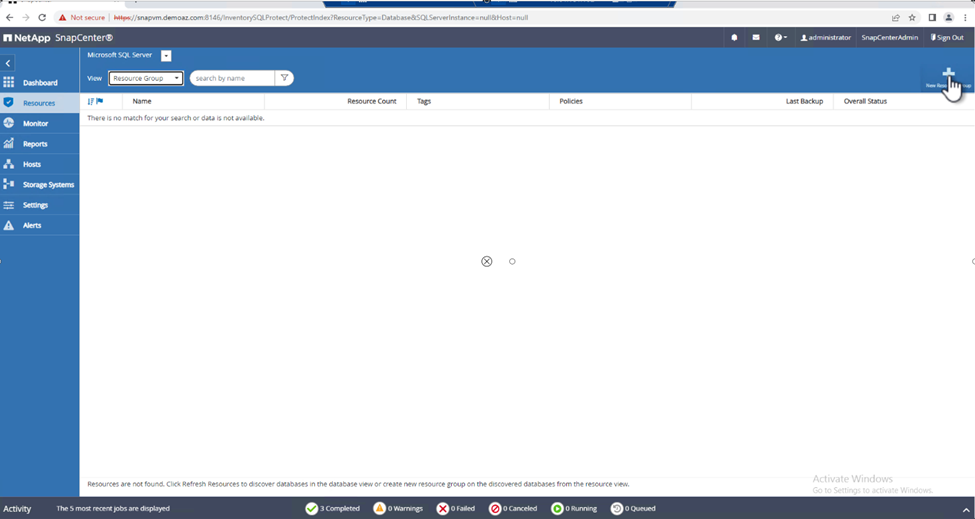 Not secure
https://snapvm.demoaz.com:8146/InventorySQLProtect/ProtectIndex?ResourceType=Database&SQLServerInstance=null&Host=null
NetApp SnapCenter®
administrator SnapCenterAdmin Sign Out
Microsoft SQL Server
View Resource Group search by name
New Resource Group
Dashboard
Resources
Monitor
Reports
Hosts
Storage Systems
Settings
Alerts
Name Resource Count Tags Policies Last Backup Overall Status
There is no match for your search or data is not available.
Resources are not found. Click Refresh Resources to discover databases in the database view or create new resource group on the discovered databases from the resource view.
Activate Windows
Go to Settings to activate Windows.
Activity The 5 most recent jobs are displayed 3 Completed 0 Warnings 0 Failed 0 Canceled 0 Running 0 Queued